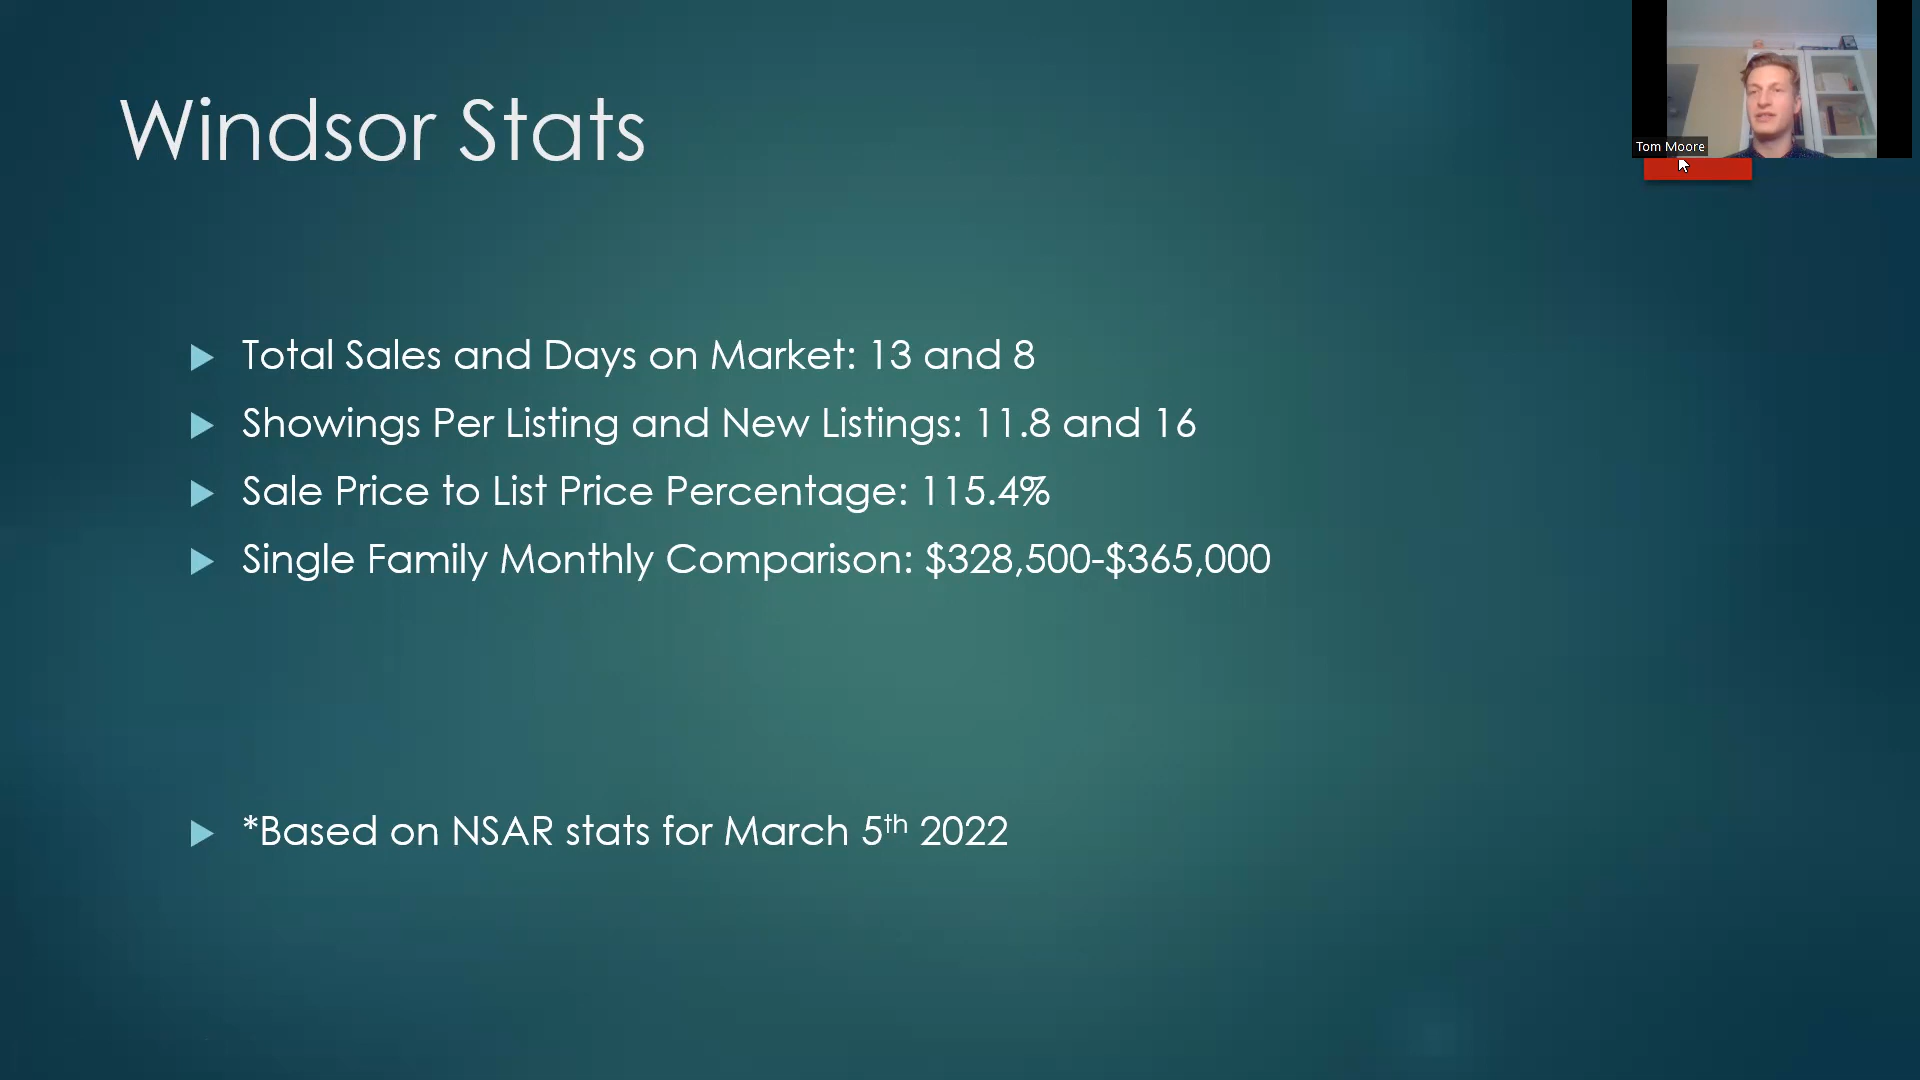 Windsor Stats
Tom Moore
Total Sales and Days on Market: 13 and 8
Showings Per Listing and New Listings: 11.8 and 16
Sale Price to List Price Percentage: 115.4%
Single Family Monthly Comparison: $328,500-$365,000
*Based on NSAR stats for March 5th 2022